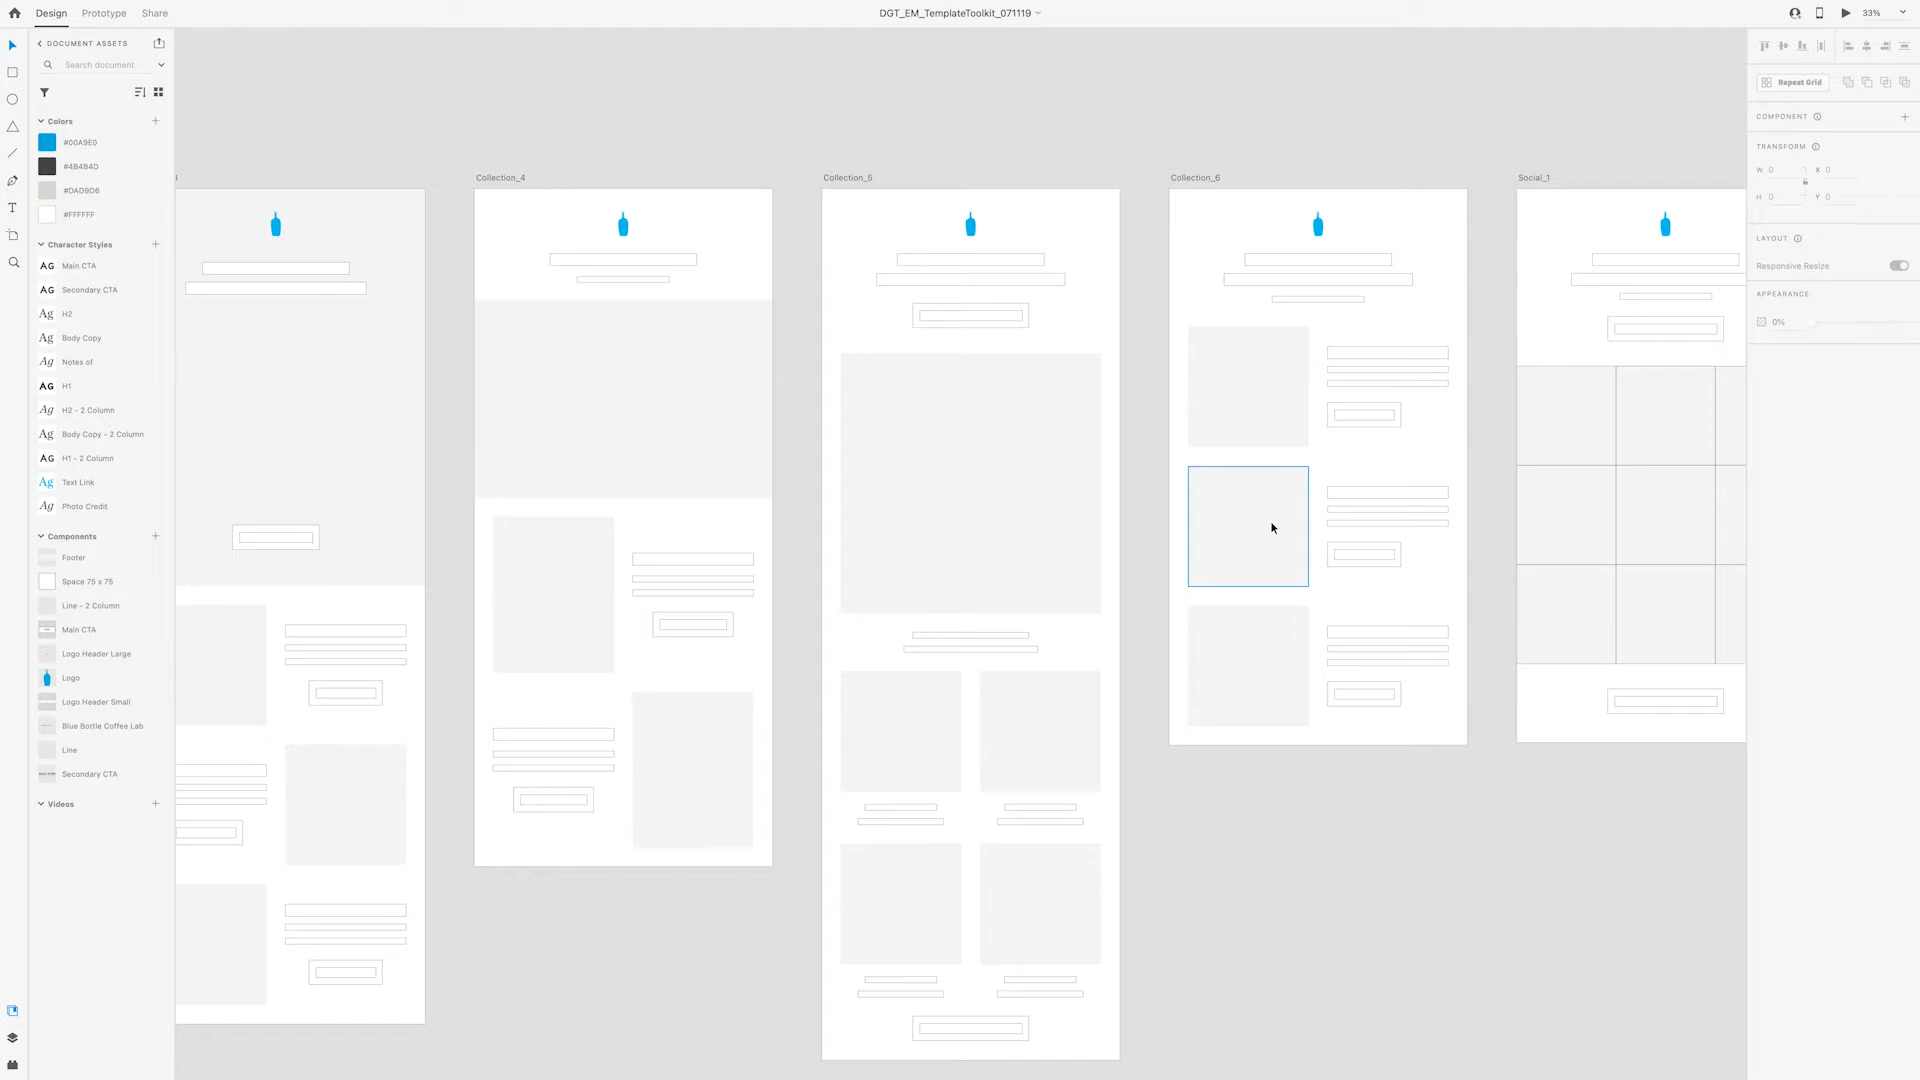 Design
Prototype
Share
DGT_EM_TemplateToolkit_071119
33%
DOCUMENT ASSETS
Search document
Colors
#00A9E0
#4B4B4D
#DAD9D6
#FFFFFF
Character Styles
AG Main CTA
AG Secondary CTA
Ag H2
Ag Body Copy
Ag Notes of
AG H1
Ag H2 - 2 Column
Ag Body Copy - 2 Column
AG H1 - 2 Column
Ag Text Link
Ag Photo Credit
Components
Footer
Space 75 x 75
Line - 2 Column
Main CTA
Logo Header Large
Logo
Logo Header Small
Blue Bottle Coffee Lab
Line
Secondary CTA
Videos
Collection_4
Collection_5
Collection_6
Social_1
Repeat Grid
COMPONENT
TRANSFORM
W 0
X 0
H 0
Y 0
LAYOUT
Responsive Resize
APPEARANCE
0%